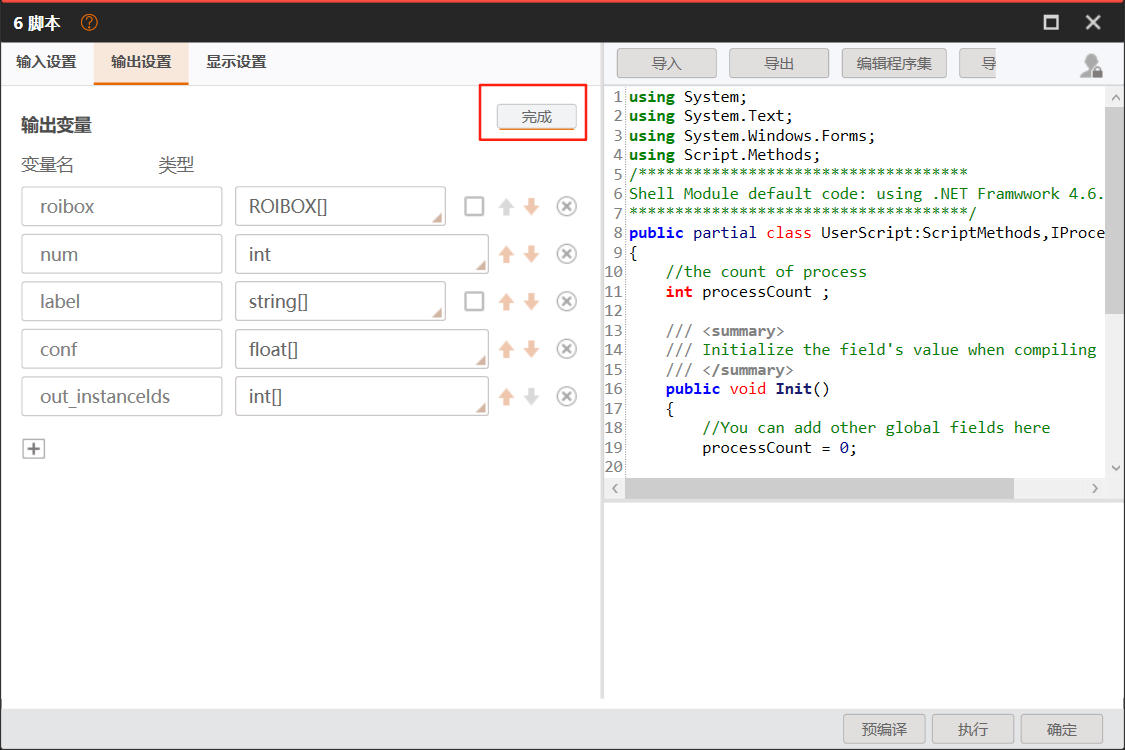 6 脚本
输入设置 输出设置 显示设置
完成
输出变量
变量名 类型
roibox ROIBOX[]
num int
label string[]
conf float[]
out_instanceIds int[]
导入 导出 编辑程序集 导
1 using System;
2 using System.Text;
3 using System.Windows.Forms;
4 using Script.Methods;
5 /************************************
6 Shell Module default code: using .NET Framwwork 4.6.
7 *************************************/
8 public partial class UserScript:ScriptMethods,IProce
9 {
10 //the count of process
11 int processCount ;
12
13 /// <summary>
14 /// Initialize the field's value when compiling
15 /// </summary>
16 public void Init()
17 {
18 //You can add other global fields here
19 processCount = 0;
20
预编译 执行 确定